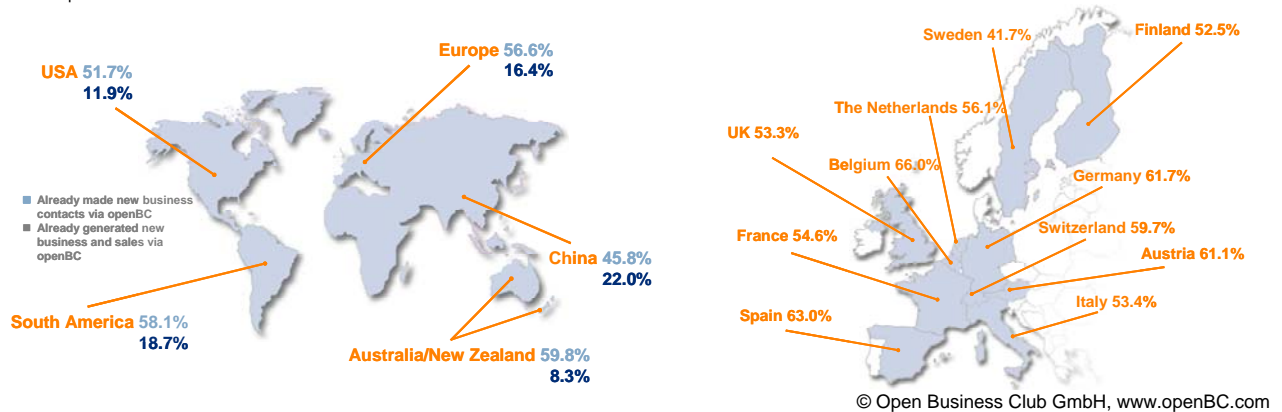 Europe 56.6%
16.4%
USA 51.7%
11.9%
Already made new business
contacts via openBC
Already generated new
business and sales via
openBC
China 45.8%
22.0%
South America 58.1%
18.7%
Australia/New Zealand 59.8%
8.3%
Sweden 41.7%
Finland 52.5%
The Netherlands 56.1%
UK 53.3%
Belgium 66.0%
Germany 61.7%
France 54.6%
Switzerland 59.7%
Austria 61.1%
Italy 53.4%
Spain 63.0%
© Open Business Club GmbH, www.openBC.com